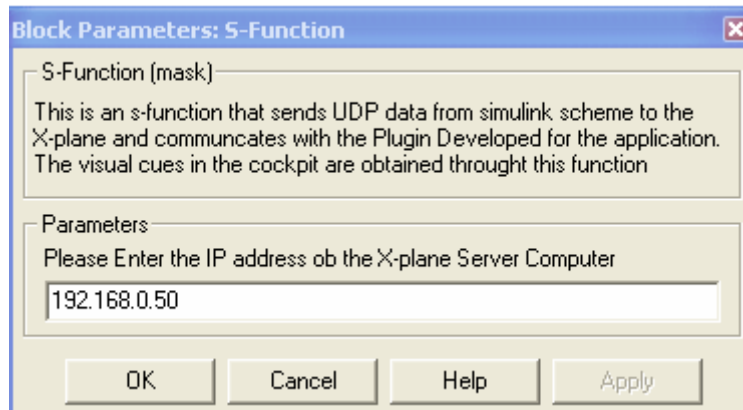 Block Parameters: S-Function
S-Function (mask)
This is an s-function that sends UDP data from simulink scheme to the
X-plane and communcates with the Plugin Developed for the application.
The visual cues in the cockpit are obtained throught this function
Parameters
Please Enter the IP address ob the X-plane Server Computer
192.168.0.50
OK Cancel Help Apply